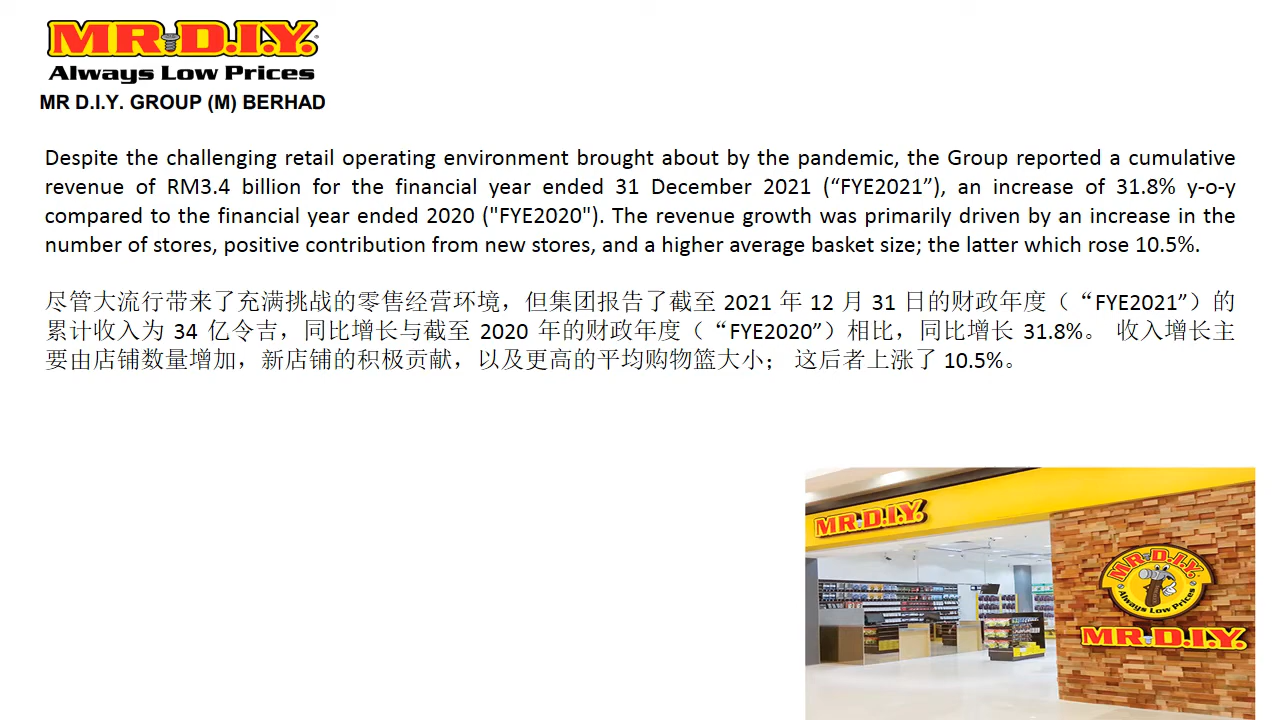 MR D.I.Y.
Always Low Prices
MR D.I.Y. GROUP (M) BERHAD
Despite the challenging retail operating environment brought about by the pandemic, the Group reported a cumulative
revenue of RM3.4 billion for the financial year ended 31 December 2021 (“FYE2021”), an increase of 31.8% y-o-y
compared to the financial year ended 2020 ("FYE2020"). The revenue growth was primarily driven by an increase in the
number of stores, positive contribution from new stores, and a higher average basket size; the latter which rose 10.5%.
尽管大流行带来了充满挑战的零售经营环境，但集团报告了截至 2021 年 12 月 31 日的财政年度（“FYE2021”）的
累计收入为 34 亿令吉，同比增长与截至 2020 年的财政年度（“FYE2020”）相比，同比增长 31.8%。 收入增长主
要由店铺数量增加，新店铺的积极贡献，以及更高的平均购物篮大小； 这后者上涨了 10.5%。
MR.D.I.Y.
MR.D.I.Y.
Always Low Prices
MR.D.I.Y.